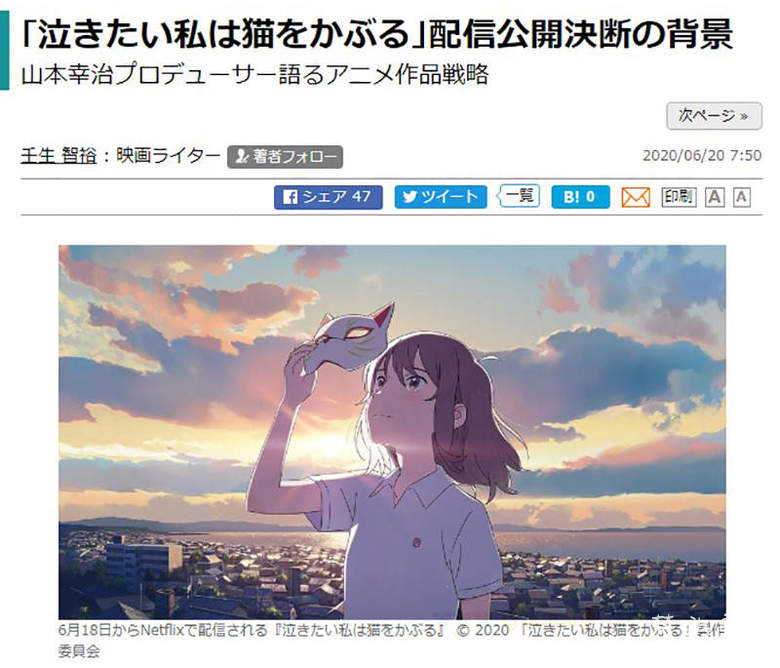 「泣きたい私は猫をかぶる」配信公開決断の背景
山本幸治プロデューサー語るアニメ作品戦略
次ページ »
壬生 智裕 : 映画ライター 著者フォロー 2020/06/20 7:50
シェア 47 ツイート 一覧 B! 0 印刷 A A
6月18日からNetflixで配信される『泣きたい私は猫をかぶる』 © 2020 「泣きたい私は猫をかぶる」製作
委員会